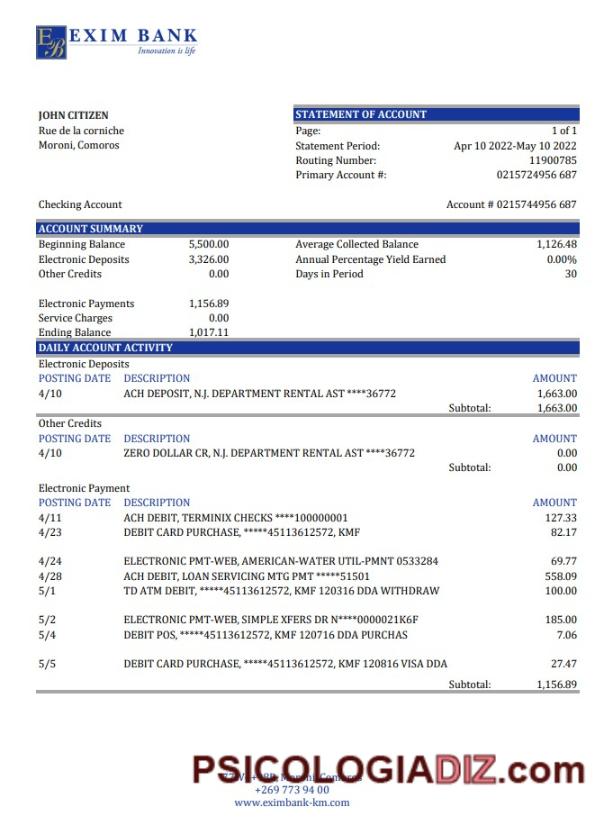 EB EXIM BANK
Innovation is life
JOHN CITIZEN
Rue de la corniche
Moroni, Comoros
STATEMENT OF ACCOUNT
Page: 1 of 1
Statement Period: Apr 10 2022-May 10 2022
Routing Number: 11900785
Primary Account #: 0215724956 687
Checking Account Account # 0215744956 687
ACCOUNT SUMMARY
Beginning Balance 5,500.00 Average Collected Balance 1,126.48
Electronic Deposits 3,326.00 Annual Percentage Yield Earned 0.00%
Other Credits 0.00 Days in Period 30
Electronic Payments 1,156.89
Service Charges 0.00
Ending Balance 1,017.11
DAILY ACCOUNT ACTIVITY
Electronic Deposits
POSTING DATE DESCRIPTION AMOUNT
4/10 ACH DEPOSIT, N.J. DEPARTMENT RENTAL AST ****36772 1,663.00
Subtotal: 1,663.00
Other Credits
POSTING DATE DESCRIPTION AMOUNT
4/10 ZERO DOLLAR CR, N.J. DEPARTMENT RENTAL AST ****36772 0.00
Subtotal: 0.00
Electronic Payment
POSTING DATE DESCRIPTION AMOUNT
4/11 ACH DEBIT, TERMINIX CHECKS ****100000001 127.33
4/23 DEBIT CARD PURCHASE, *****45113612572, KMF 82.17
4/24 ELECTRONIC PMT-WEB, AMERICAN-WATER UTIL-PMNT 0533284 69.77
4/28 ACH DEBIT, LOAN SERVICING MTG PMT *****51501 558.09
5/1 TD ATM DEBIT, *****45113612572, KMF 120316 DDA WITHDRAW 100.00
5/2 ELECTRONIC PMT-WEB, SIMPLE XFERS DR N****0000021K6F 185.00
5/4 DEBIT POS, *****45113612572, KMF 120716 DDA PURCHAS 7.06
5/5 DEBIT CARD PURCHASE, *****45113612572, KMF 120816 VISA DDA 27.47
Subtotal: 1,156.89
PSICOLOGIADIZ.com
Moroni, Comoros
+269 773 94 00
www.eximbank-km.com